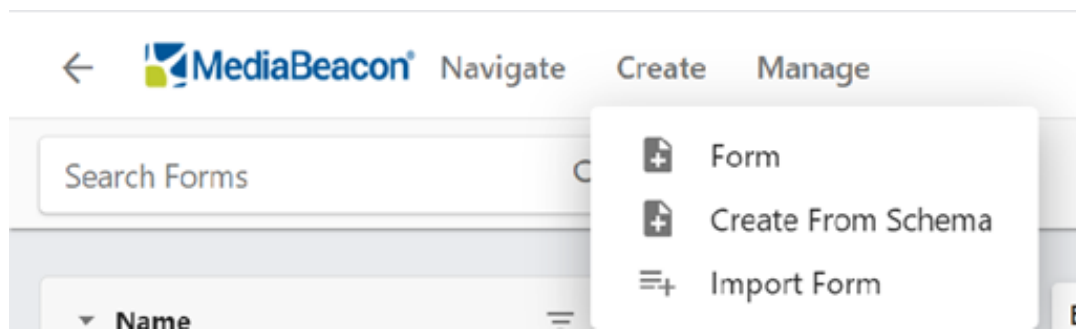 MediaBeacon® Navigate Create Manage
Search Forms
Form
Create From Schema
Import Form
Name